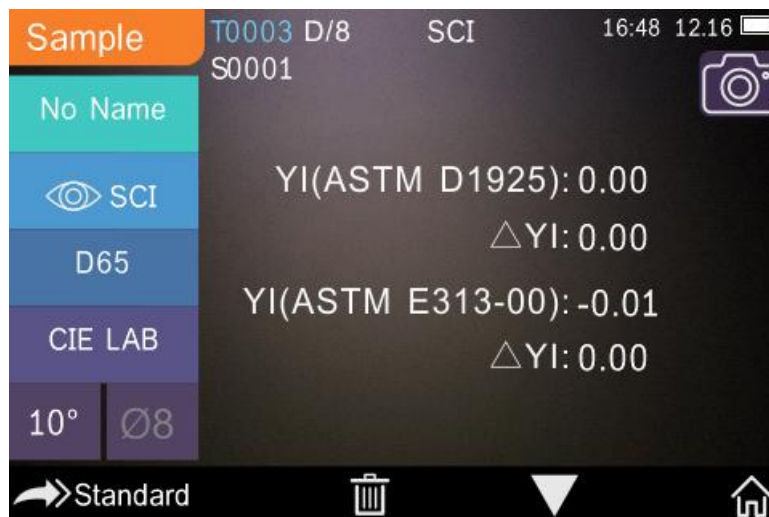 Sample
T0003 D/8 SCI 16:48 12.16
S0001
No Name
SCI
D65
CIE LAB
10° Ø8
YI(ASTM D1925): 0.00
△YI: 0.00
YI(ASTM E313-00): -0.01
△YI: 0.00
Standard